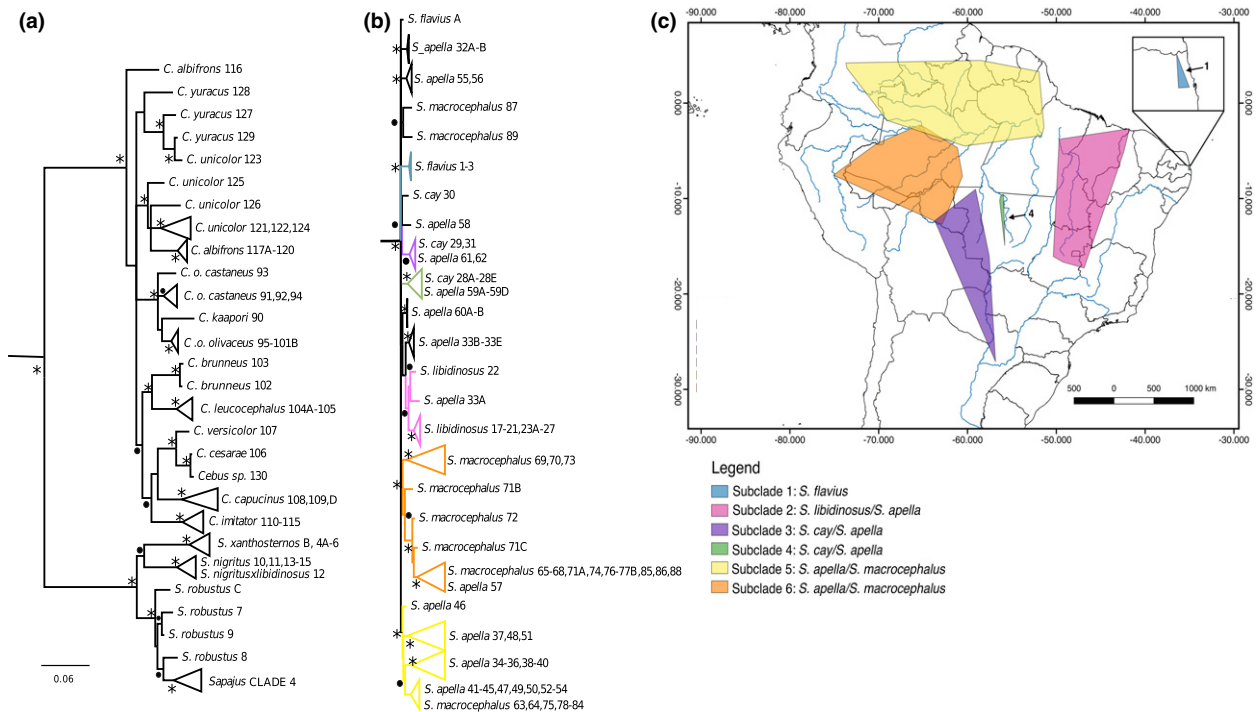 (a)
C. albifrons 116
C. yuracus 128
C. yuracus 127
C. yuracus 129
C. unicolor 123
C. unicolor 125
C. unicolor 126
C. unicolor 121,122,124
C. albifrons 117A-120
C. o. castaneus 93
C. o. castaneus 91,92,94
C. kaapori 90
C .o. olivaceus 95-101B
C. brunneus 103
C. brunneus 102
C. leucocephalus 104A-105
C. versicolor 107
C. cesarae 106
Cebus sp. 130
C. capucinus 108,109,D
C. imitator 110-115
S. xanthosternos B, 4A-6
S. nigritus 10,11,13-15
S. nigritusxlibidinosus 12
S. robustus C
S. robustus 7
S. robustus 9
S. robustus 8
Sapajus CLADE 4
0.06
(b)
S. flavius A
S_apella 32A-B
S. apella 55,56
S. macrocephalus 87
S. macrocephalus 89
S. flavius 1-3
S. cay 30
S. apella 58
S. cay 29,31
S. apella 61,62
S. cay 28A-28E
S. apella 59A-59D
S. apella 60A-B
S. apella 33B-33E
S. libidinosus 22
S. apella 33A
S. libidinosus 17-21,23A-27
S. macrocephalus 69,70,73
S. macrocephalus 71B
S. macrocephalus 72
S. macrocephalus 71C
S. macrocephalus 65-68,71A,74,76-77B,85,86,88
S. apella 57
S. apella 46
S. apella 37,48,51
S. apella 34-36,38-40
S. apella 41-45,47,49,50,52-54
S. macrocephalus 63,64,75,78-84
(c)
-90.000 -80.000 -70.000 -60.000 -50.000 -40.000 -30.000
0.000 0.000
-10.000 -10.000
-20.000 -20.000
-30.000 -30.000
1
4
500 0 500 1000 km
-90.000 -80.000 -70.000 -60.000 -50.000 -40.000 -30.000
Legend
Subclade 1: S. flavius
Subclade 2: S. libidinosus/S. apella
Subclade 3: S. cay/S. apella
Subclade 4: S. cay/S. apella
Subclade 5: S. apella/S. macrocephalus
Subclade 6: S. apella/S. macrocephalus